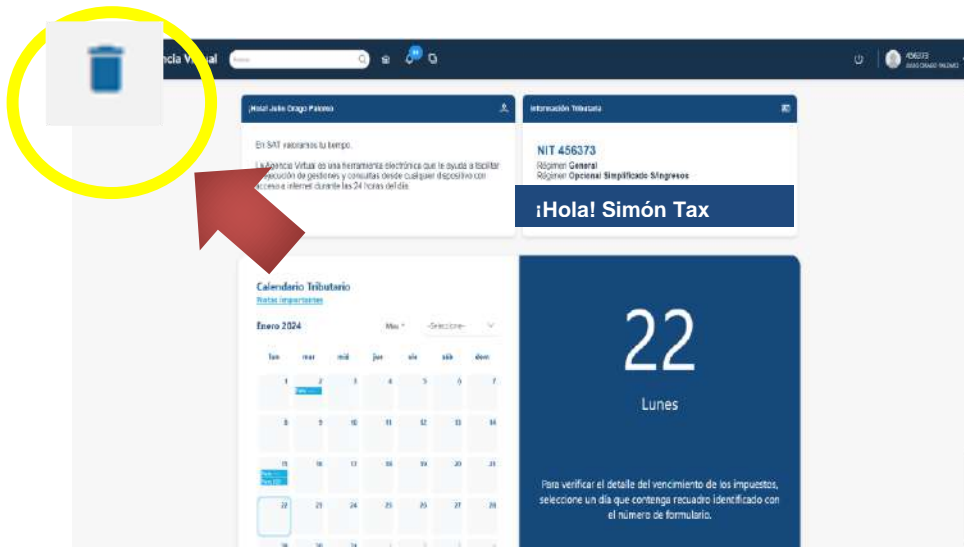 ncia Virtual
456373
¡Hola! Julio Drago Palomo
Información Tributaria
En SAT valoramos tu tiempo.
La Agencia Virtual es una herramienta electrónica que le ayuda a facilitar
ejecución de gestiones y consultas desde cualquier dispositivo con
acceso a internet durante las 24 horas del día
NIT 456373
Régimen General
Régimen Opcional Simplificado S/Ingresos
¡Hola! Simón Tax
Calendario Tributario
Notas importantes
Enero 2024
Mes
-Seleccione-
lun mar mié jue vie sáb dom
1 2 3 4 5 6 7
8 9 10 11 12 13 14
15 16 17 18 19 20 21
22 23 24 25 26 27 28
29 30 31
22
Lunes
Para verificar el detalle del vencimiento de los impuestos,
seleccione un día que contenga recuadro identificado con
el número de formulario.